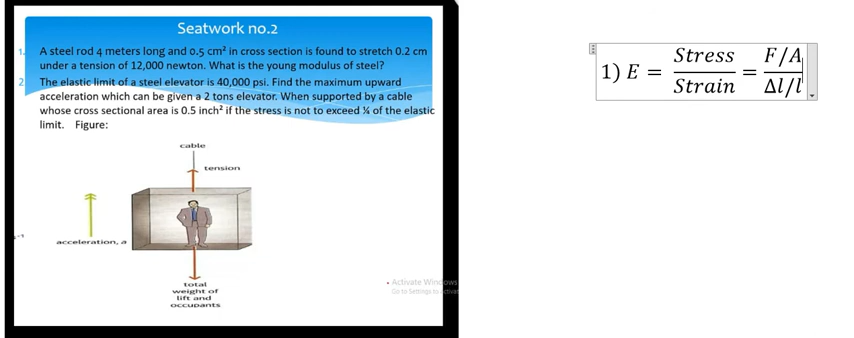 Seatwork no.2
1. A steel rod 4 meters long and 0.5 cm² in cross section is found to stretch 0.2 cm
under a tension of 12,000 newton. What is the young modulus of steel?
2 The elastic limit of a steel elevator is 40,000 psi. Find the maximum upward
acceleration which can be given a 2 tons elevator. When supported by a cable
whose cross sectional area is 0.5 inch² if the stress is not to exceed ¼ of the elastic
limit. Figure:
cable
tension
acceleration, a
total
weight of
lift and
occupants
Activate Windows
Go to Settings to activate
1) E = Stress/Strain = F/A / Δl/l